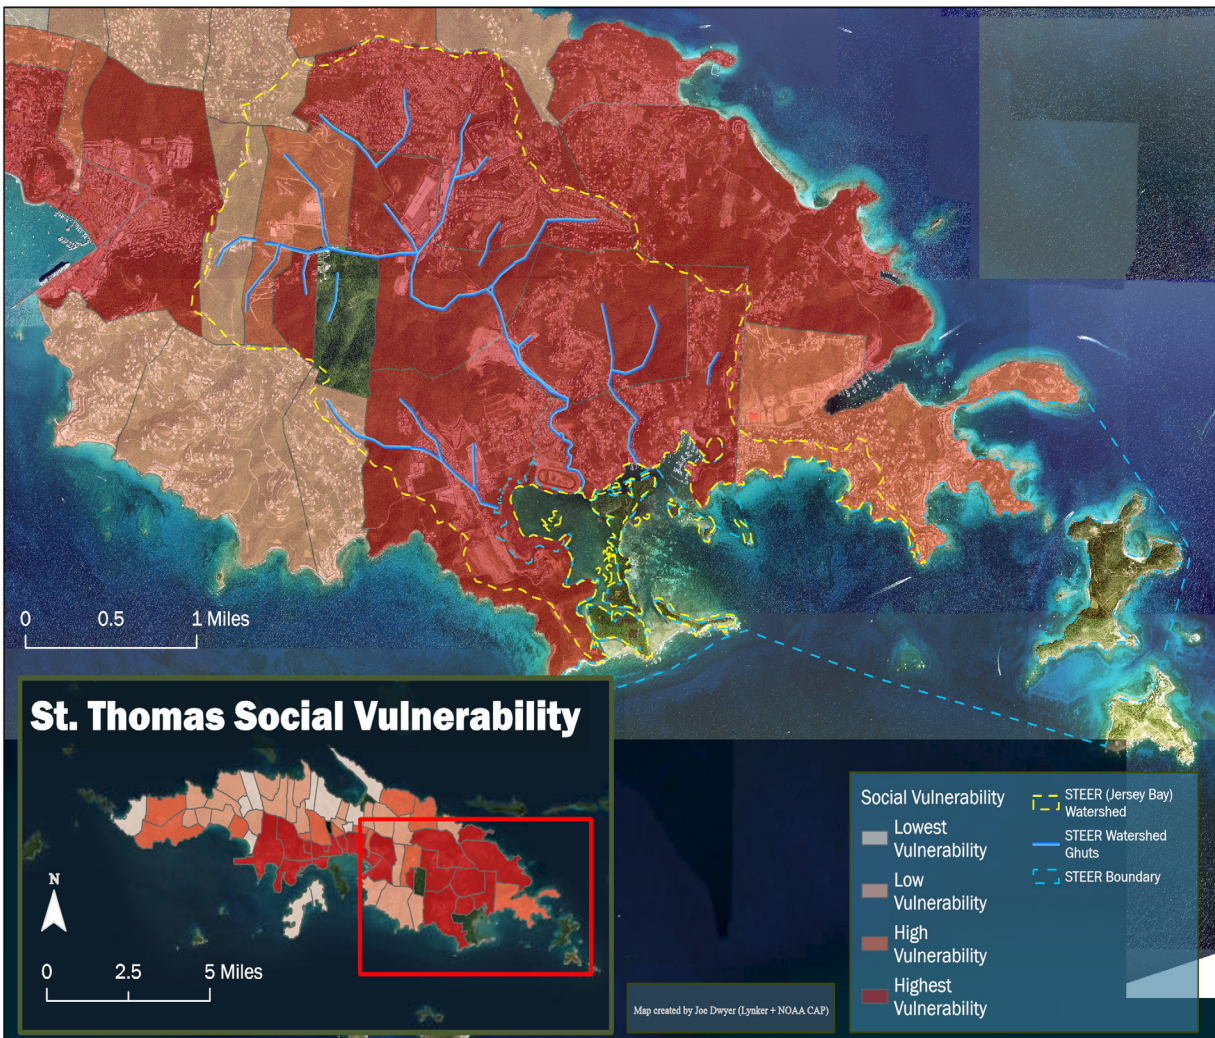 0 0.5 1 Miles
St. Thomas Social Vulnerability
N
0 2.5 5 Miles
Map created by Joe Dwyer (Lynker + NOAA CAP)
Social Vulnerability
Lowest
Vulnerability
Low
Vulnerability
High
Vulnerability
Highest
Vulnerability
STEER (Jersey Bay)
Watershed
STEER Watershed
Ghuts
STEER Boundary